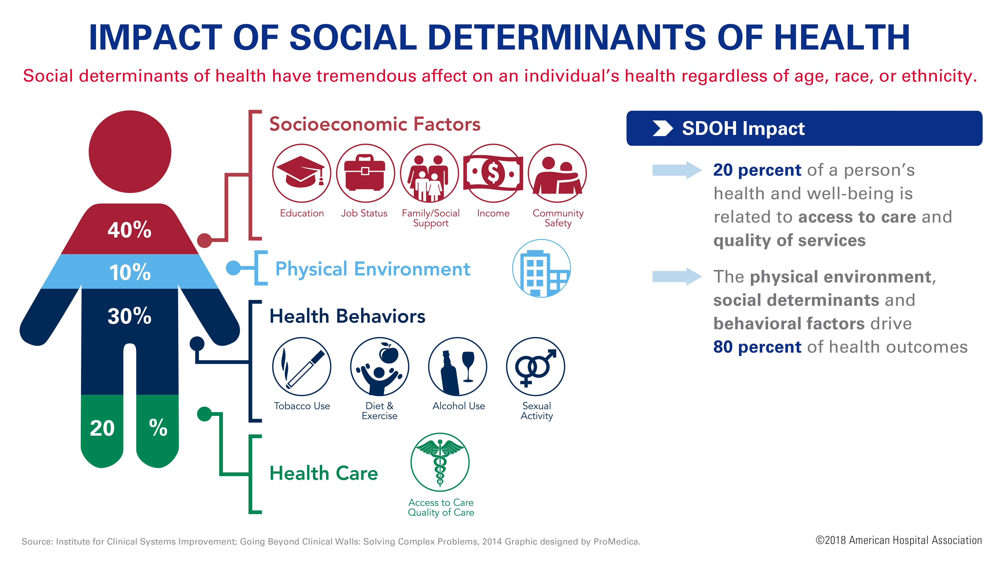 IMPACT OF SOCIAL DETERMINANTS OF HEALTH
Social determinants of health have tremendous affect on an individual’s health regardless of age, race, or ethnicity.
40%
10%
30%
20 %
Socioeconomic Factors
Education
Job Status
Family/Social
Support
Income
Community
Safety
Physical Environment
Health Behaviors
Tobacco Use
Diet &
Exercise
Alcohol Use
Sexual
Activity
Health Care
Access to Care
Quality of Care
SDOH Impact
20 percent of a person’s
health and well-being is
related to access to care and
quality of services
The physical environment,
social determinants and
behavioral factors drive
80 percent of health outcomes
Source: Institute for Clinical Systems Improvement; Going Beyond Clinical Walls: Solving Complex Problems, 2014 Graphic designed by ProMedica.
©2018 American Hospital Association